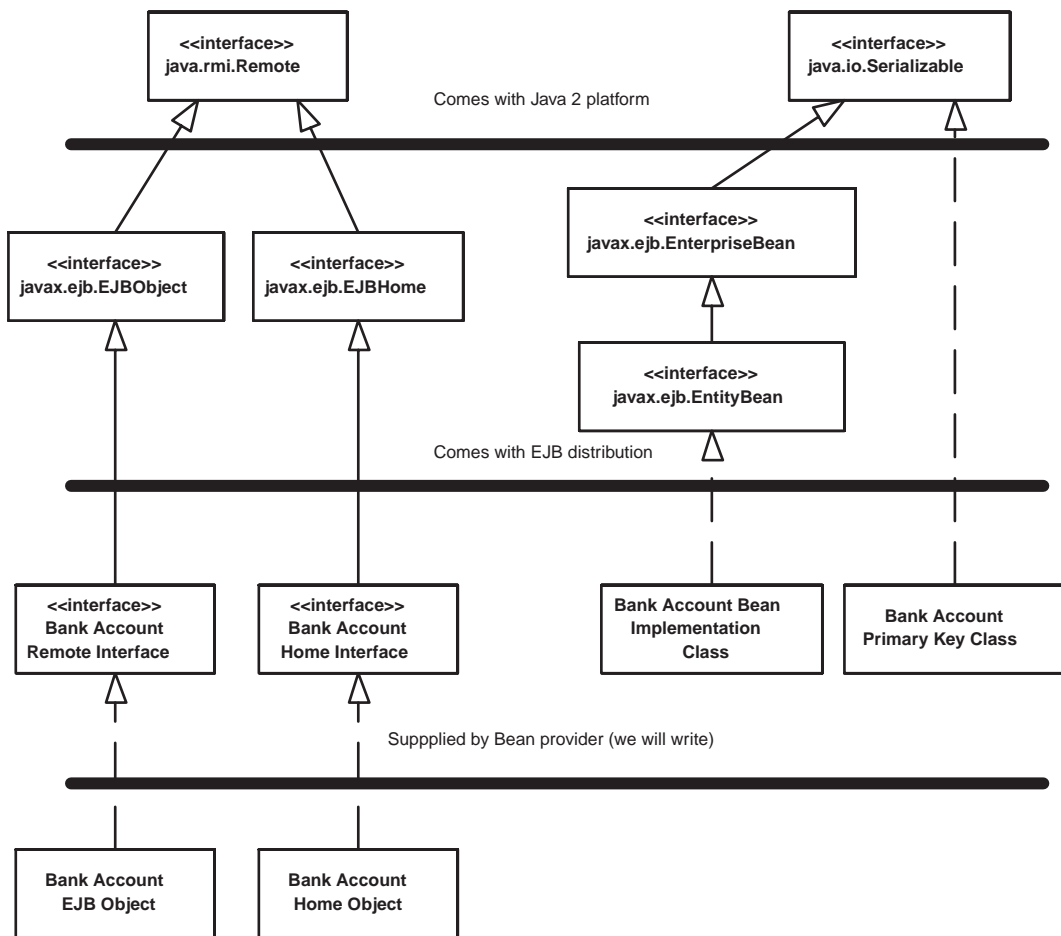 <<interface>>
java.rmi.Remote
<<interface>>
java.io.Serializable
Comes with Java 2 platform
<<interface>>
javax.ejb.EnterpriseBean
<<interface>>
javax.ejb.EJBObject
<<interface>>
javax.ejb.EJBHome
<<interface>>
javax.ejb.EntityBean
Comes with EJB distribution
<<interface>>
Bank Account
Remote Interface
<<interface>>
Bank Account
Home Interface
Bank Account Bean
Implementation
Class
Bank Account
Primary Key Class
Suppplied by Bean provider (we will write)
Bank Account
EJB Object
Bank Account
Home Object